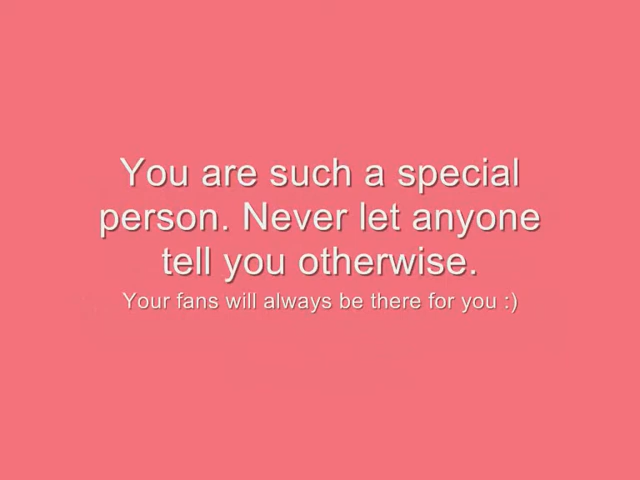 You are such a special
person. Never let anyone
tell you otherwise.
Your fans will always be there for you :)